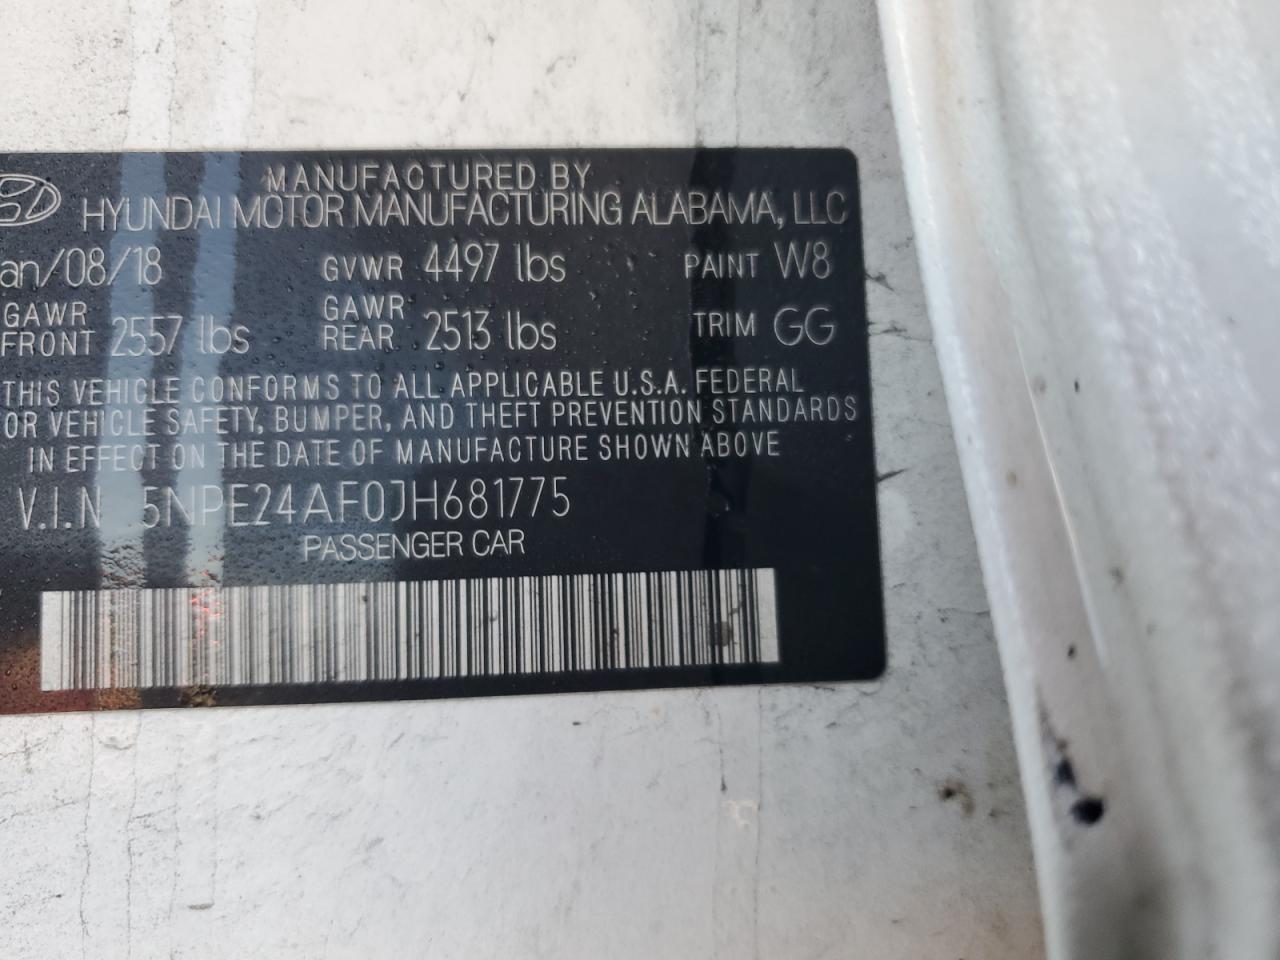 MANUFACTURED BY
HYUNDAI MOTOR MANUFACTURING ALABAMA, LLC
an/08/18 GVWR 4497 lbs PAINT W8
GAWR FRONT 2557 lbs GAWR REAR 2513 lbs TRIM GG
THIS VEHICLE CONFORMS TO ALL APPLICABLE U.S.A. FEDERAL
OR VEHICLE SAFETY, BUMPER, AND THEFT PREVENTION STANDARDS
IN EFFECT ON THE DATE OF MANUFACTURE SHOWN ABOVE
V.I.N 5NPE24AF0JH681775
PASSENGER CAR